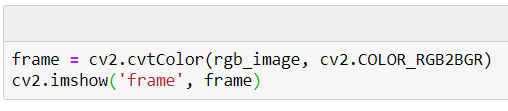 frame = cv2.cvtColor(rgb_image, cv2.COLOR_RGB2BGR)
cv2.imshow('frame', frame)